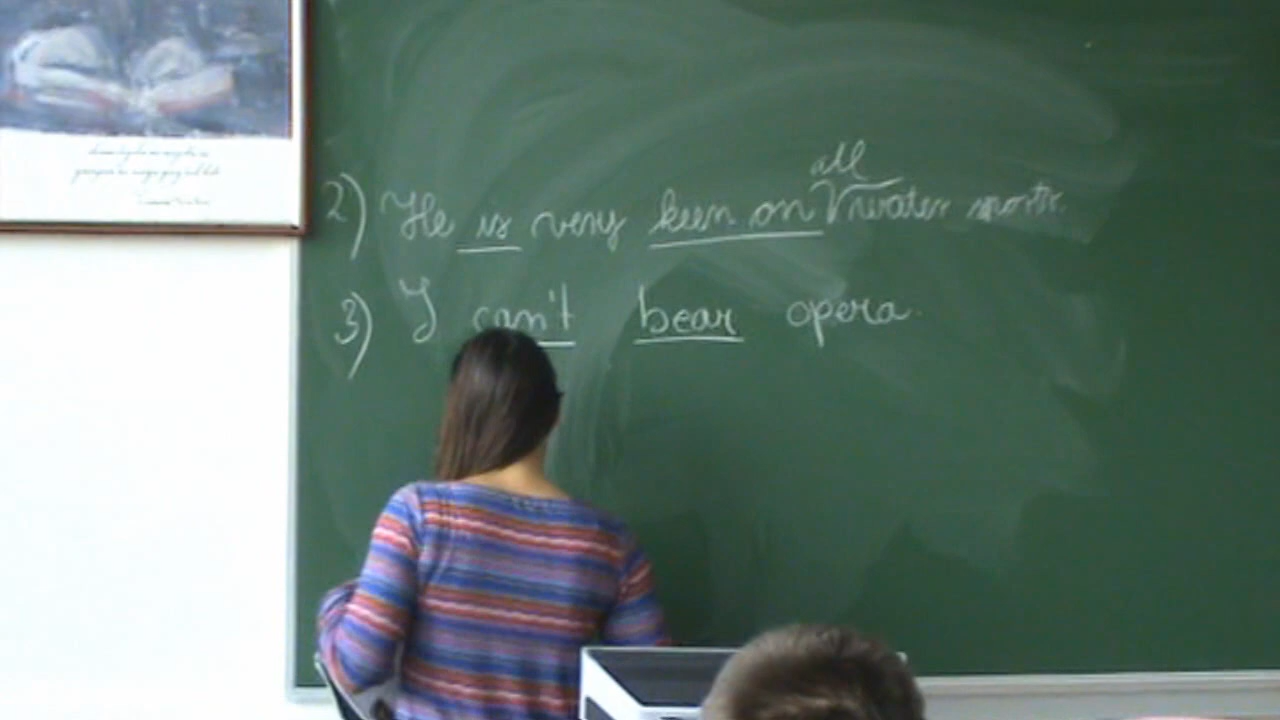 all
2) He is very keen on water sports.
3) I can't bear opera.